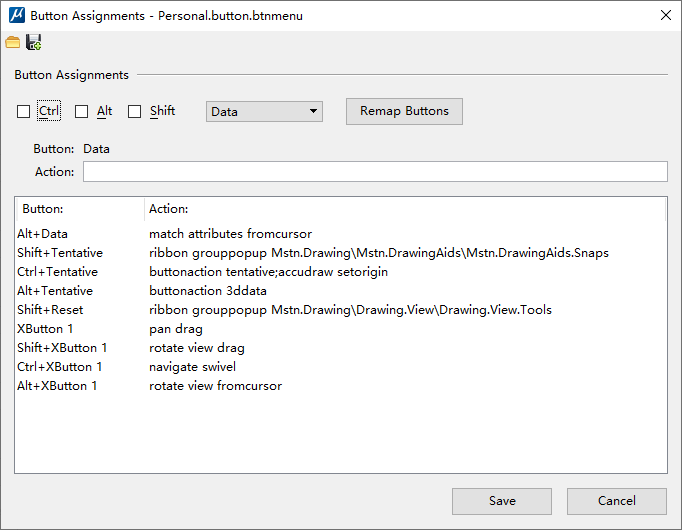 Button Assignments - Personal.button.btnmenu
Button Assignments
Ctrl Alt Shift Data Remap Buttons
Button: Data
Action:
Button: Action:
Alt+Data match attributes fromcursor
Shift+Tentative ribbon grouppopup Mstn.Drawing\Mstn.DrawingAids\Mstn.DrawingAids.Snaps
Ctrl+Tentative buttonaction tentative;accudraw setorigin
Alt+Tentative buttonaction 3ddata
Shift+Reset ribbon grouppopup Mstn.Drawing\Drawing.View\Drawing.View.Tools
XButton 1 pan drag
Shift+XButton 1 rotate view drag
Ctrl+XButton 1 navigate swivel
Alt+XButton 1 rotate view fromcursor
Save Cancel